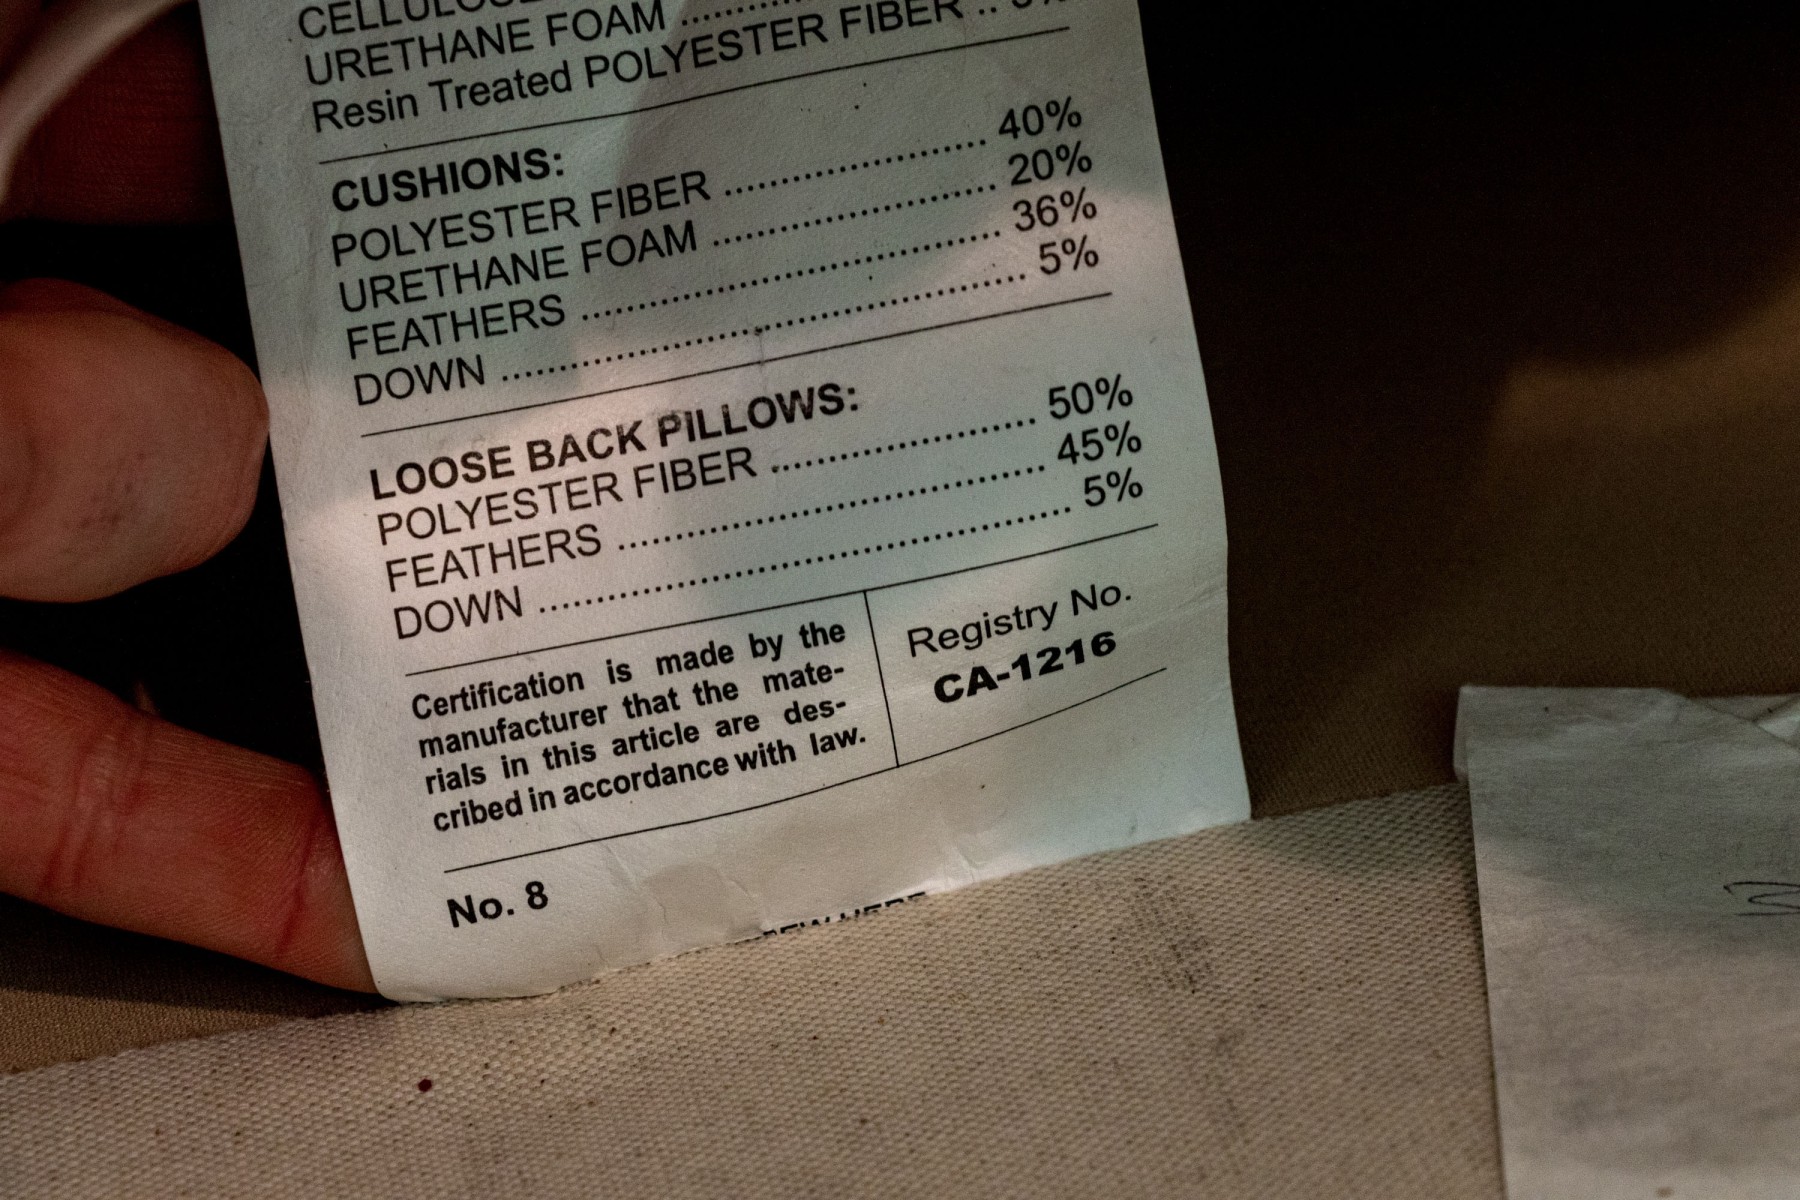 URETHANE FOAM ..........
Resin Treated POLYESTER FIBER ..
CUSHIONS:
POLYESTER FIBER ........................ 40%
URETHANE FOAM ........................ 20%
FEATHERS ........................ 36%
DOWN ........................ 5%
LOOSE BACK PILLOWS:
POLYESTER FIBER ........................ 50%
FEATHERS ........................ 45%
DOWN ........................ 5%
Certification is made by the
manufacturer that the mate-
rials in this article are des-
cribed in accordance with law.
Registry No.
CA-1216
No. 8